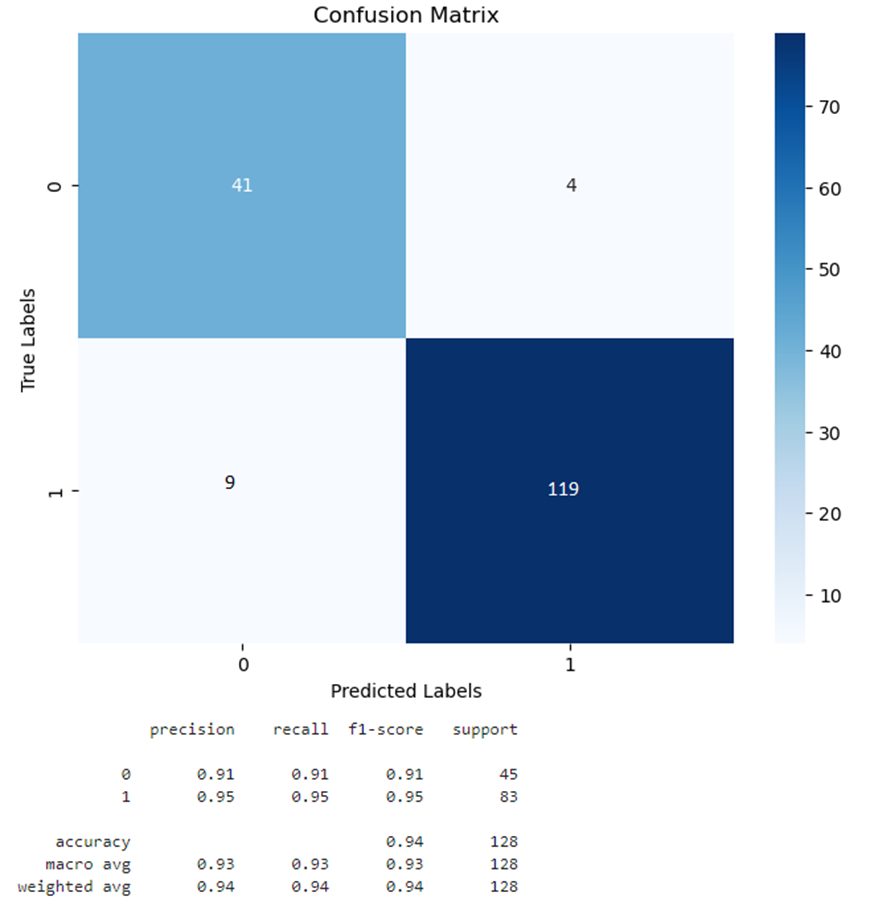 Confusion Matrix
41 4
9 119
0
1
True Labels
0 1
Predicted Labels
70
60
50
40
30
20
10
precision recall f1-score support
0 0.91 0.91 0.91 45
1 0.95 0.95 0.95 83
accuracy 0.94 128
macro avg 0.93 0.93 0.93 128
weighted avg 0.94 0.94 0.94 128